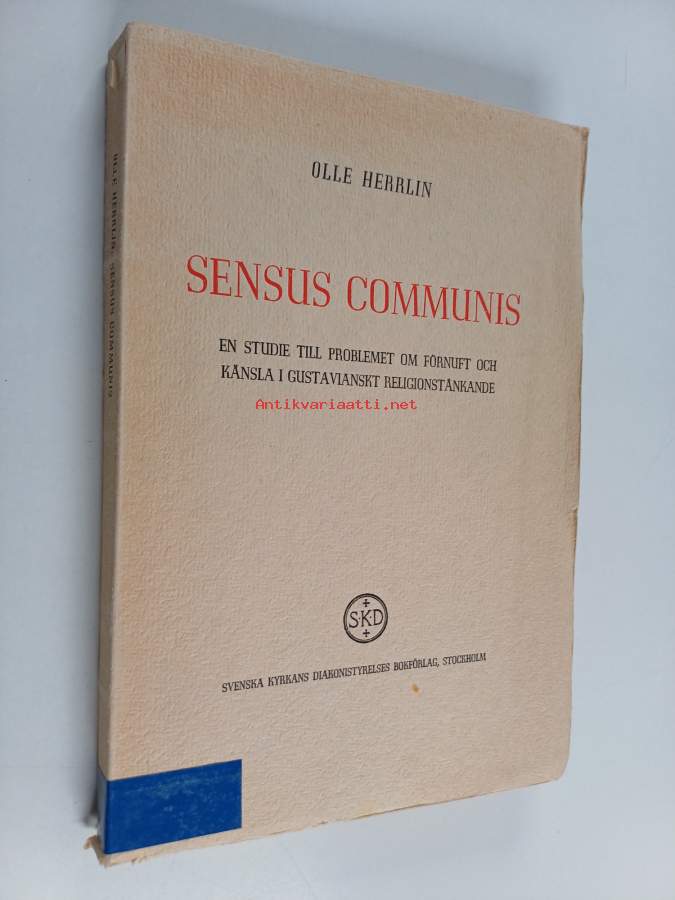 OLLE HERRLIN
SENSUS COMMUNIS
EN STUDIE TILL PROBLEMET OM FÖRNUFT OCH
KÄNSLA I GUSTAVIANSKT RELIGIONSTÄNKANDE
Antikvariaatti.net
S·K·D
SVENSKA KYRKANS DIAKONISTYRELSES BOKFÖRLAG, STOCKHOLM
OLLE HERRLIN: SENSUS COMMUNIS